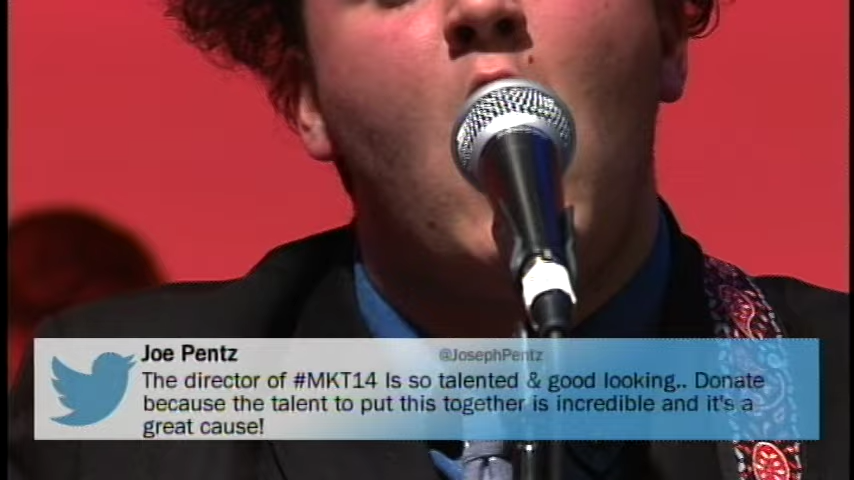 Joe Pentz @JosephPentz
The director of #MKT14 Is so talented & good looking.. Donate
because the talent to put this together is incredible and it's a
great cause!